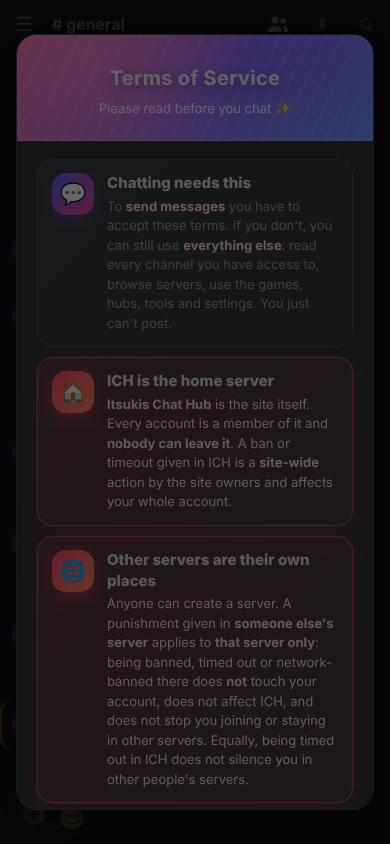 # general
Terms of Service
Please read before you chat ✨
Chatting needs this
To send messages you have to
accept these terms. If you don't, you
can still use everything else: read
every channel you have access to,
browse servers, use the games,
hubs, tools and settings. You just
can't post.
ICH is the home server
Itsukis Chat Hub is the site itself.
Every account is a member of it and
nobody can leave it. A ban or
timeout given in ICH is a site-wide
action by the site owners and affects
your whole account.
Other servers are their own
places
Anyone can create a server. A
punishment given in someone else's
server applies to that server only:
being banned, timed out or network-
banned there does not touch your
account, does not affect ICH, and
does not stop you joining or staying
in other servers. Equally, being timed
out in ICH does not silence you in
other people's servers.